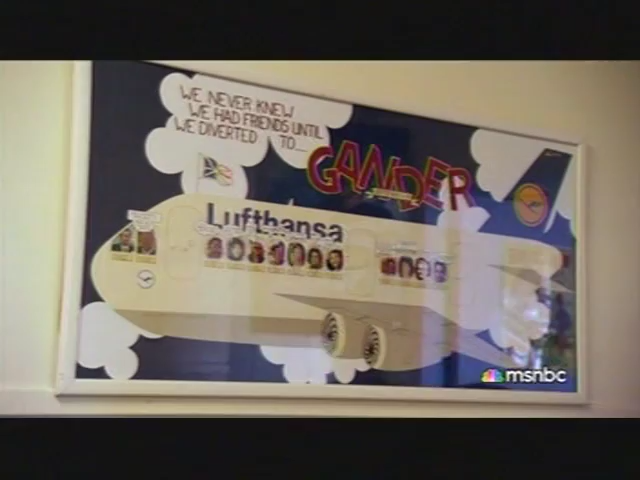 WE NEVER KNEW
WE HAD FRIENDS UNTIL
WE DIVERTED TO...
GANDER
Lufthansa
msnbc